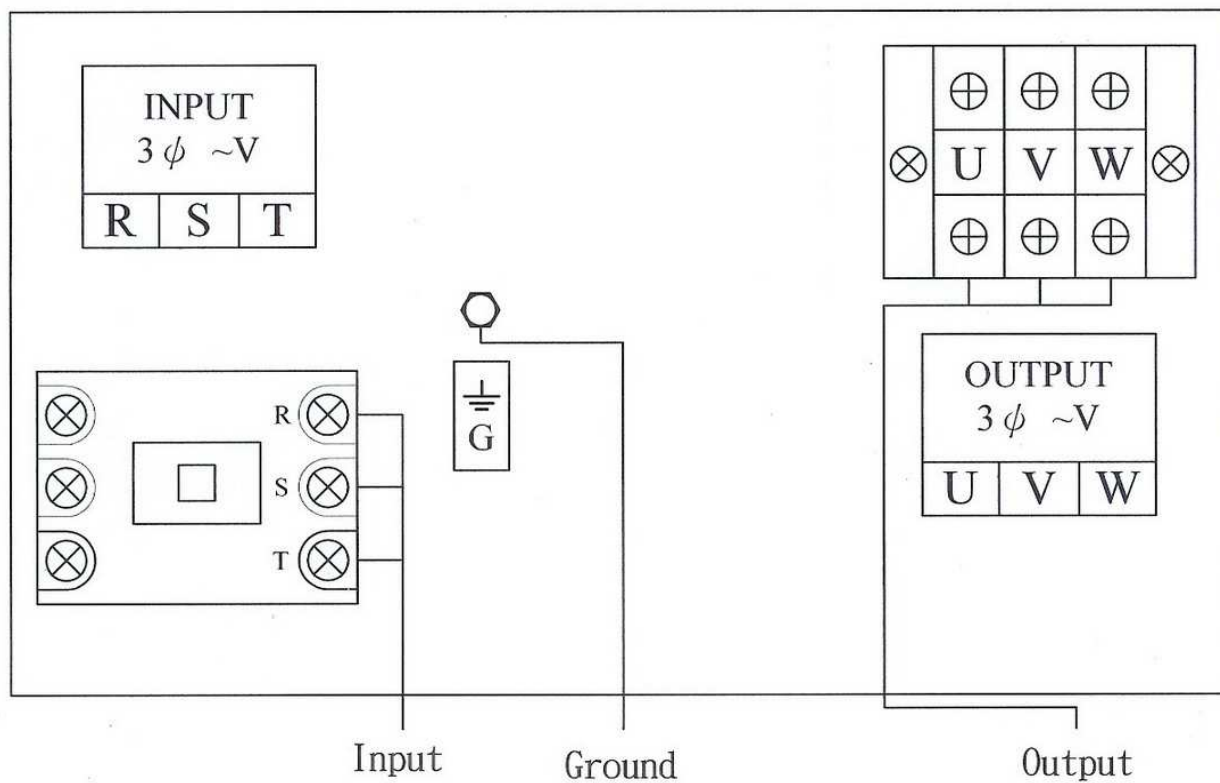 INPUT
3 ϕ ~V
R S T
U V W
R
S
T
G
OUTPUT
3 ϕ ~V
U V W
Input
Ground
Output